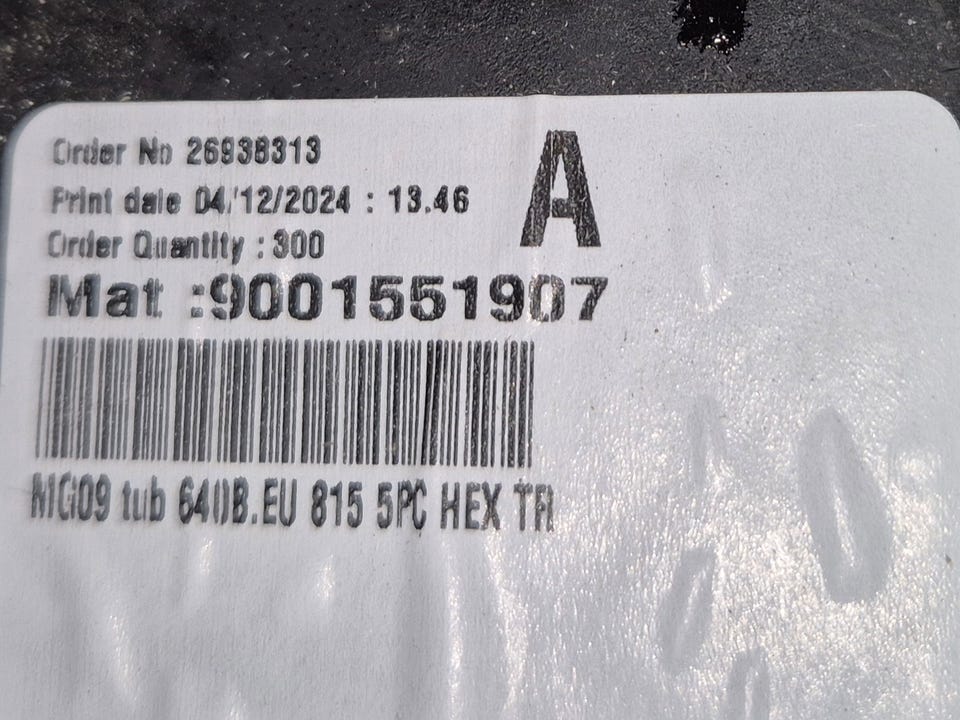 Order No 26938313
A
Print date 04/12/2024 : 13.46
Order Quantity : 300
Mat :9001551907
MG09 tub 640B.EU 815 5PC HEX TR